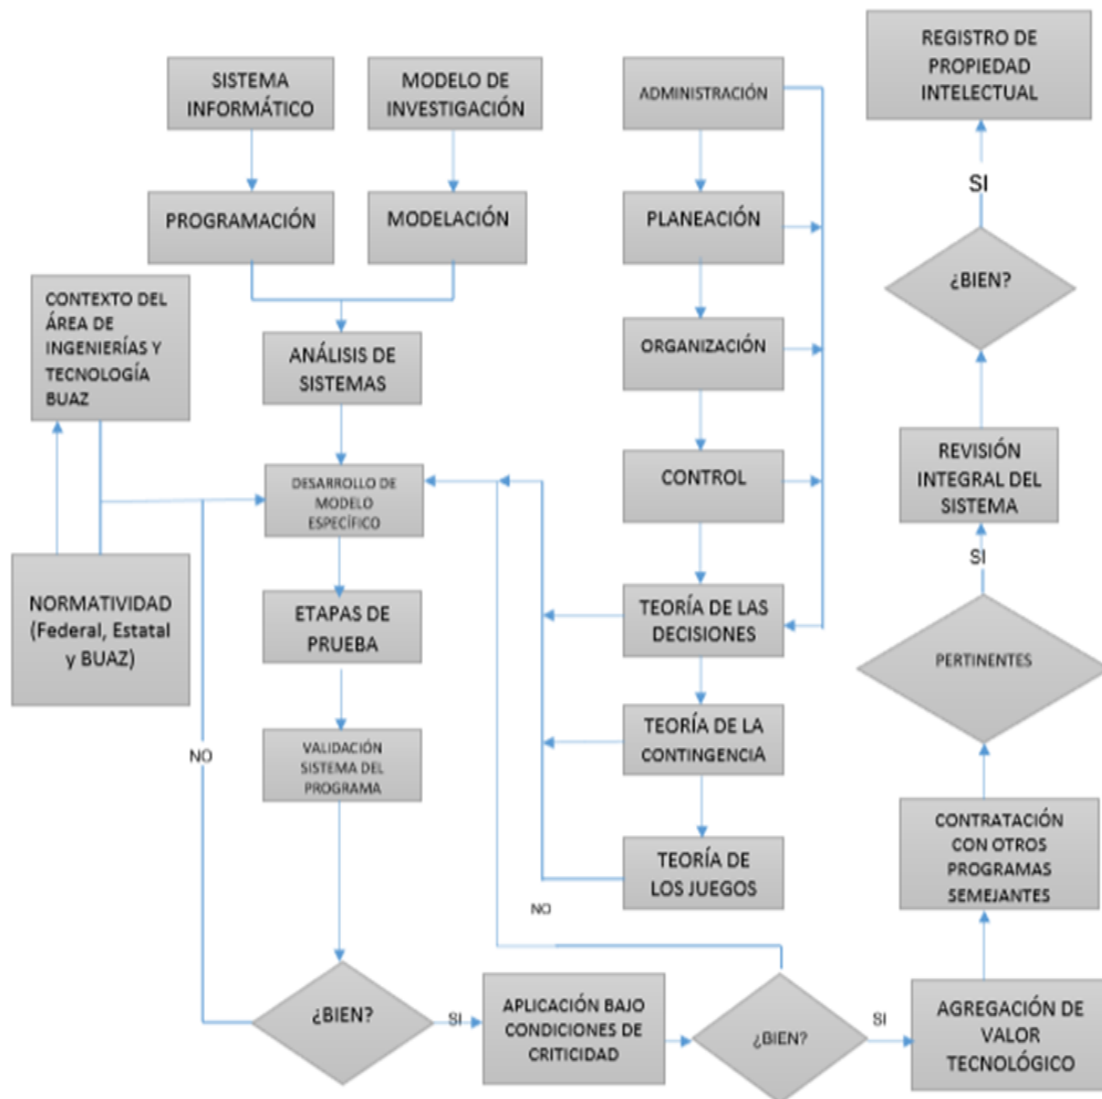 SISTEMA
INFORMÁTICO
MODELO DE
INVESTIGACIÓN
ADMINISTRACIÓN
REGISTRO DE
PROPIEDAD
INTELECTUAL
SI
PROGRAMACIÓN
MODELACIÓN
PLANEACIÓN
¿BIEN?
CONTEXTO DEL
ÁREA DE
INGENIERÍAS Y
TECNOLOGÍA
BUAZ
ANÁLISIS DE
SISTEMAS
ORGANIZACIÓN
REVISIÓN
INTEGRAL DEL
SISTEMA
DESARROLLO DE
MODELO
ESPECÍFICO
CONTROL
SI
NORMATIVIDAD
(Federal, Estatal
y BUAZ)
ETAPAS DE
PRUEBA
TEORÍA DE LAS
DECISIONES
PERTINENTES
NO
VALIDACIÓN
SISTEMA DEL
PROGRAMA
TEORÍA DE LA
CONTINGENCIA
CONTRATACIÓN
CON OTROS
PROGRAMAS
SEMEJANTES
TEORÍA DE
LOS JUEGOS
NO
¿BIEN?
SI
APLICACIÓN BAJO
CONDICIONES DE
CRITICIDAD
¿BIEN?
SI
AGREGACIÓN DE
VALOR
TECNOLÓGICO